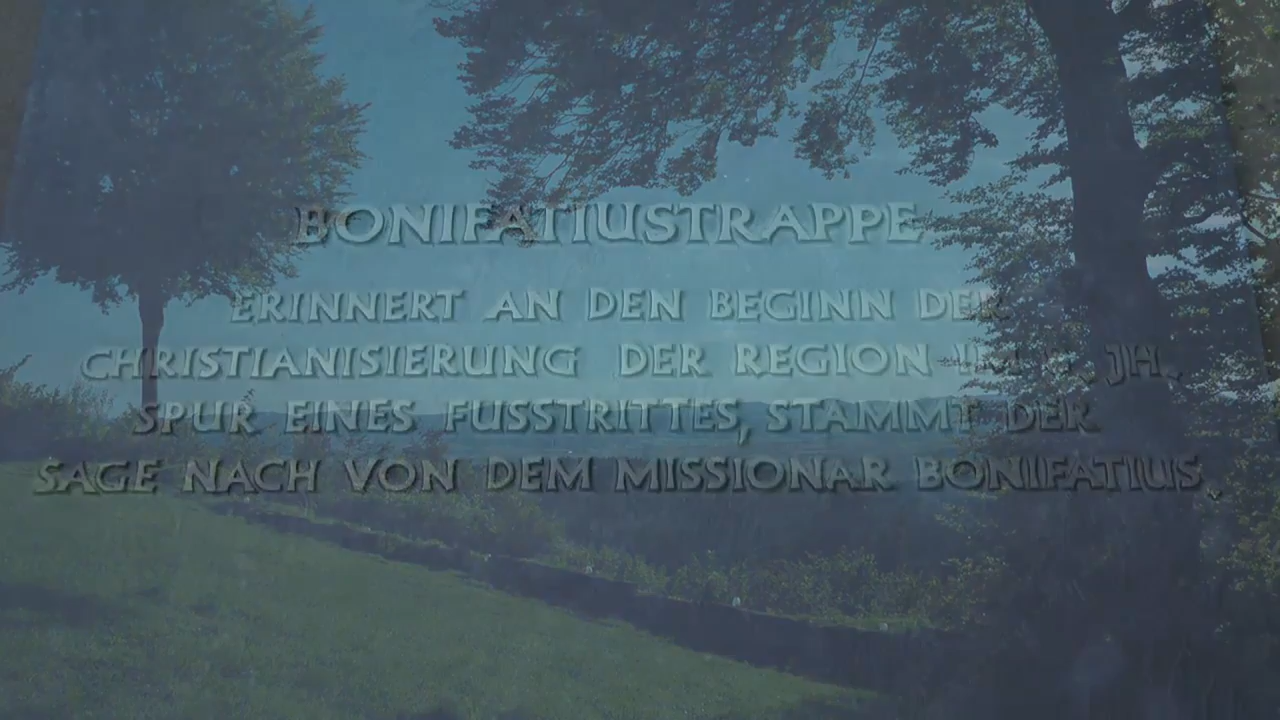 BONIFATIUSTRAPPE
ERINNERT AN DEN BEGINN DER
CHRISTIANISIERUNG DER REGION IM JH.
SPUR EINES FUSSTRITTES, STAMMT DER
SAGE NACH VON DEM MISSIONAR BONIFATIUS.